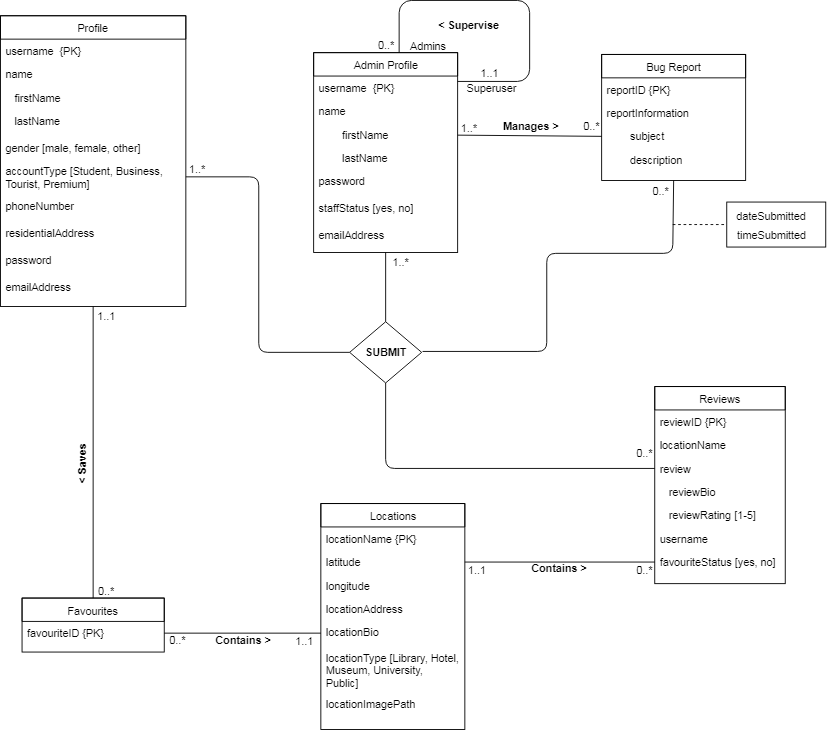 Profile
username {PK}
name
firstName
lastName
gender [male, female, other]
accountType [Student, Business,
Tourist, Premium]
phoneNumber
residentialAddress
password
emailAddress
< Supervise
0..*
Admins
1..1
Superuser
Admin Profile
username {PK}
name
firstName
lastName
password
staffStatus [yes, no]
emailAddress
1..*
Manages >
0..*
Bug Report
reportID {PK}
reportInformation
subject
description
0..*
dateSubmitted
timeSubmitted
1..*
1..*
SUBMIT
1..1
< Saves
0..*
Reviews
reviewID {PK}
locationName
review
reviewBio
reviewRating [1-5]
username
favouriteStatus [yes, no]
0..*
Locations
locationName {PK}
latitude
longitude
locationAddress
locationBio
locationType [Library, Hotel,
Museum, University,
Public]
locationImagePath
1..1
Contains >
0..*
Favourites
favouriteID {PK}
0..*
Contains >
1..1